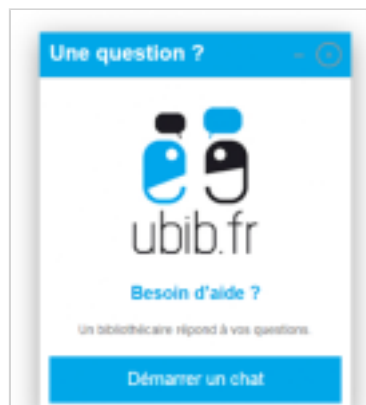 Une question ?
ubib.fr
Besoin d'aide ?
Un bibliothécaire répond à vos questions.
Démarrer un chat